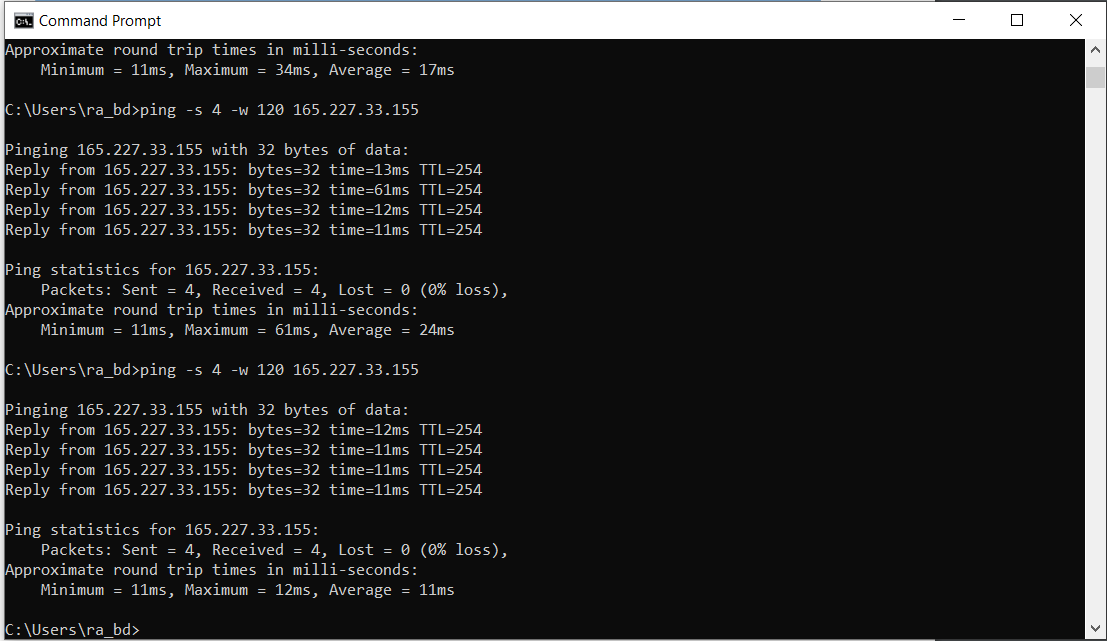 Command Prompt
Approximate round trip times in milli-seconds:
    Minimum = 11ms, Maximum = 34ms, Average = 17ms

C:\Users\ra_bd>ping -s 4 -w 120 165.227.33.155

Pinging 165.227.33.155 with 32 bytes of data:
Reply from 165.227.33.155: bytes=32 time=13ms TTL=254
Reply from 165.227.33.155: bytes=32 time=61ms TTL=254
Reply from 165.227.33.155: bytes=32 time=12ms TTL=254
Reply from 165.227.33.155: bytes=32 time=11ms TTL=254

Ping statistics for 165.227.33.155:
    Packets: Sent = 4, Received = 4, Lost = 0 (0% loss),
Approximate round trip times in milli-seconds:
    Minimum = 11ms, Maximum = 61ms, Average = 24ms

C:\Users\ra_bd>ping -s 4 -w 120 165.227.33.155

Pinging 165.227.33.155 with 32 bytes of data:
Reply from 165.227.33.155: bytes=32 time=12ms TTL=254
Reply from 165.227.33.155: bytes=32 time=11ms TTL=254
Reply from 165.227.33.155: bytes=32 time=11ms TTL=254
Reply from 165.227.33.155: bytes=32 time=11ms TTL=254

Ping statistics for 165.227.33.155:
    Packets: Sent = 4, Received = 4, Lost = 0 (0% loss),
Approximate round trip times in milli-seconds:
    Minimum = 11ms, Maximum = 12ms, Average = 11ms

C:\Users\ra_bd>